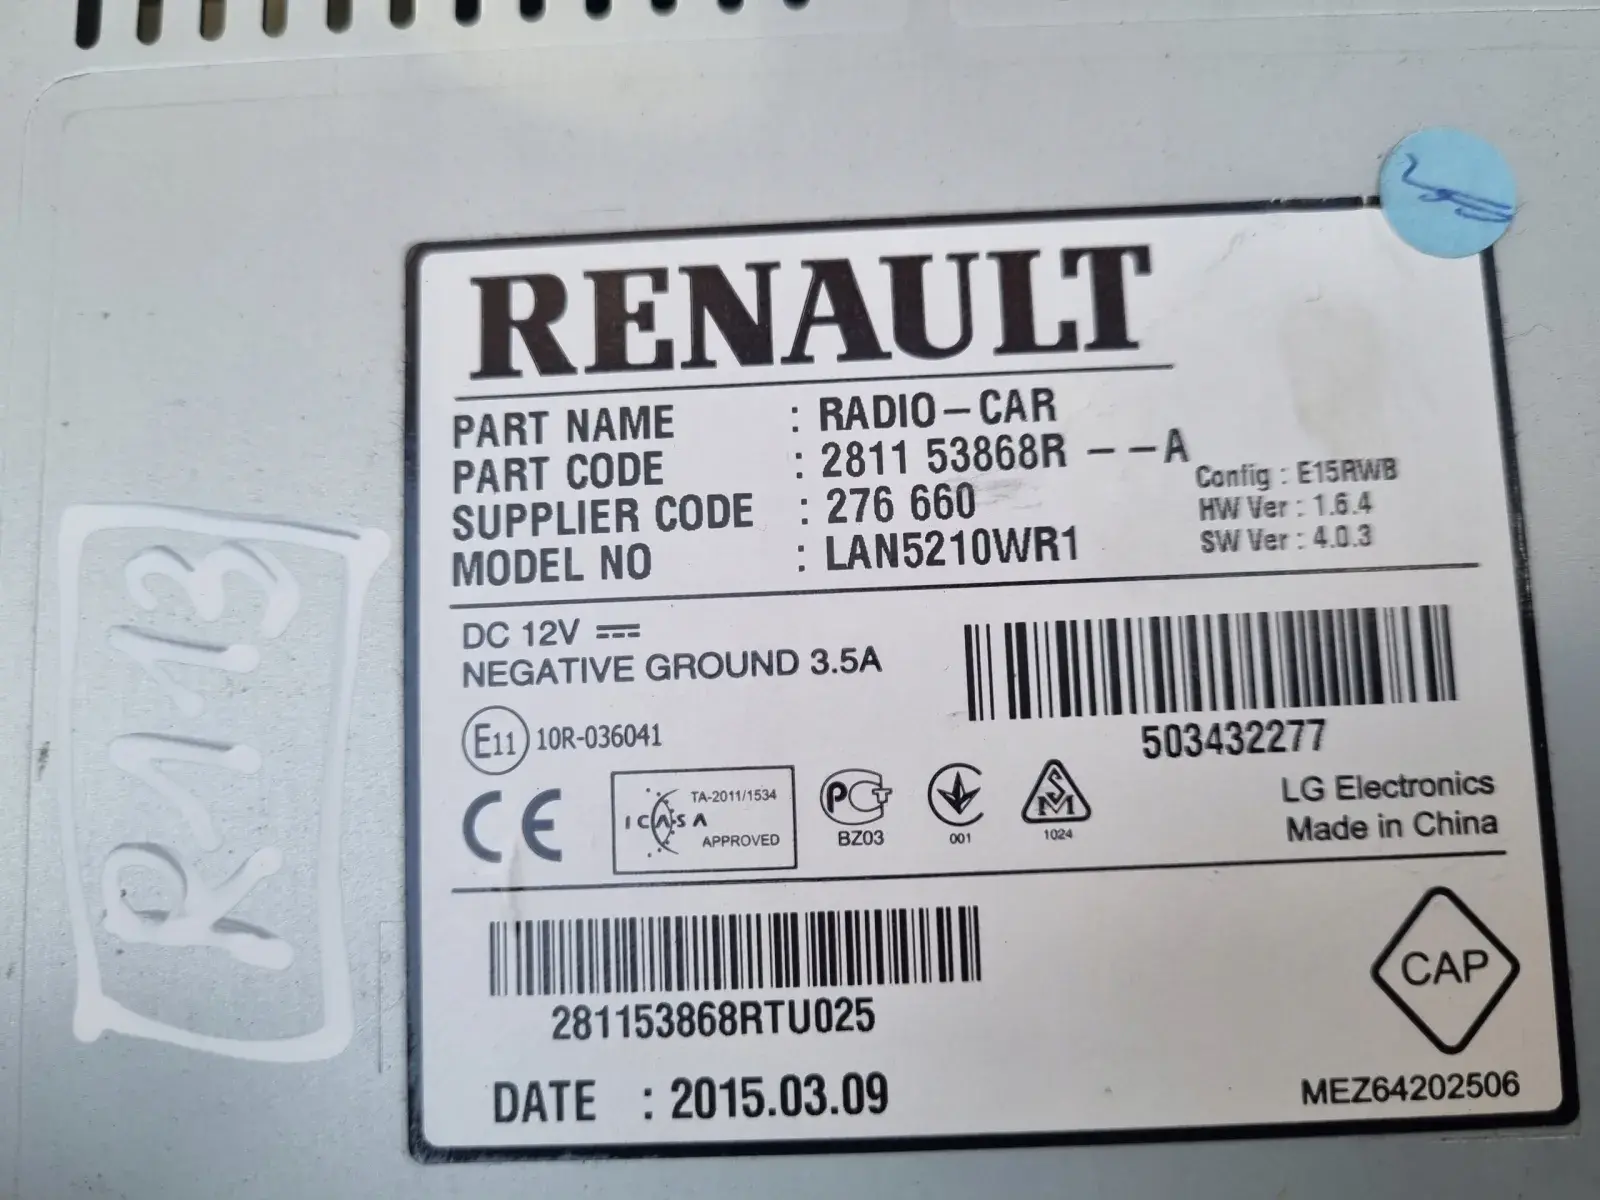 RENAULT
PART NAME : RADIO-CAR
PART CODE : 2811 53868R --A
SUPPLIER CODE : 276 660
MODEL NO : LAN5210WR1
Config : E15RWB
HW Ver : 1.6.4
SW Ver : 4.0.3
DC 12V
NEGATIVE GROUND 3.5A
503432277
E11 10R-036041
CE
ICASA TA-2011/1534
APPROVED
PCT
BZ03
001
SM
1024
LG Electronics
Made in China
281153868RTU025
CAP
DATE : 2015.03.09
MEZ64202506